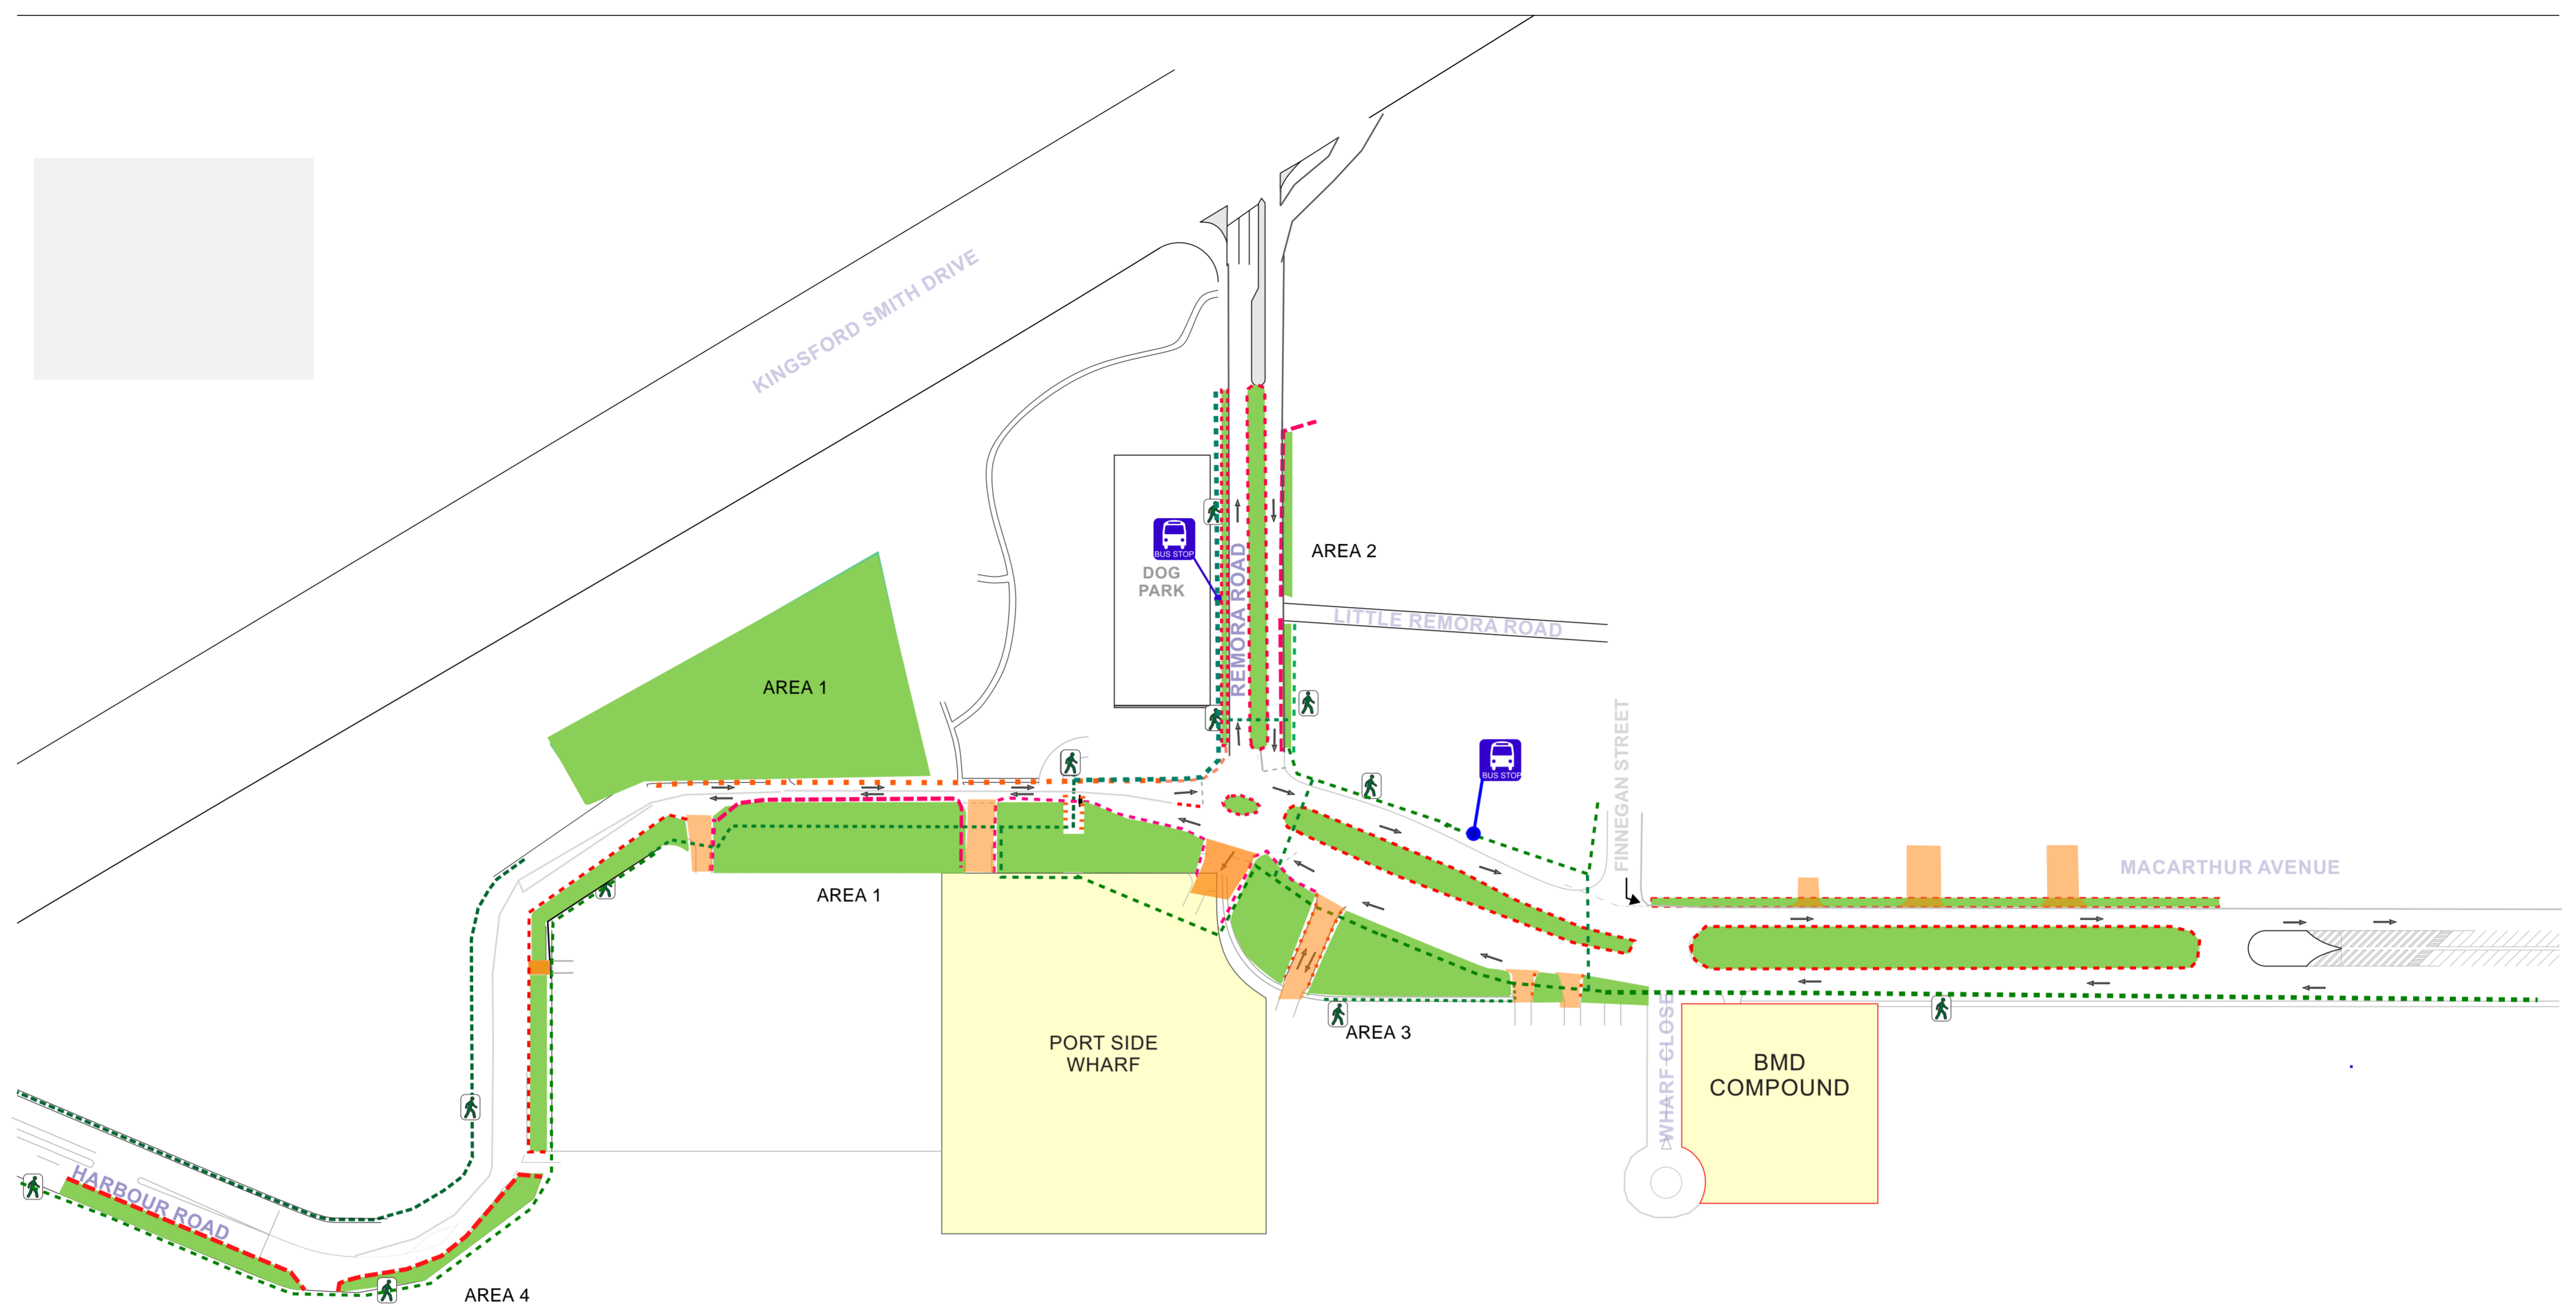 KINGSFORD SMITH DRIVE
BUS STOP
DOG
PARK
REMORA ROAD
AREA 2
LITTLE REMORA ROAD
AREA 1
BUS STOP
FINNEGAN STREET
MACARTHUR AVENUE
AREA 1
PORT SIDE
WHARF
AREA 3
WHARF CLOSE
BMD
COMPOUND
HARBOUR ROAD
AREA 4